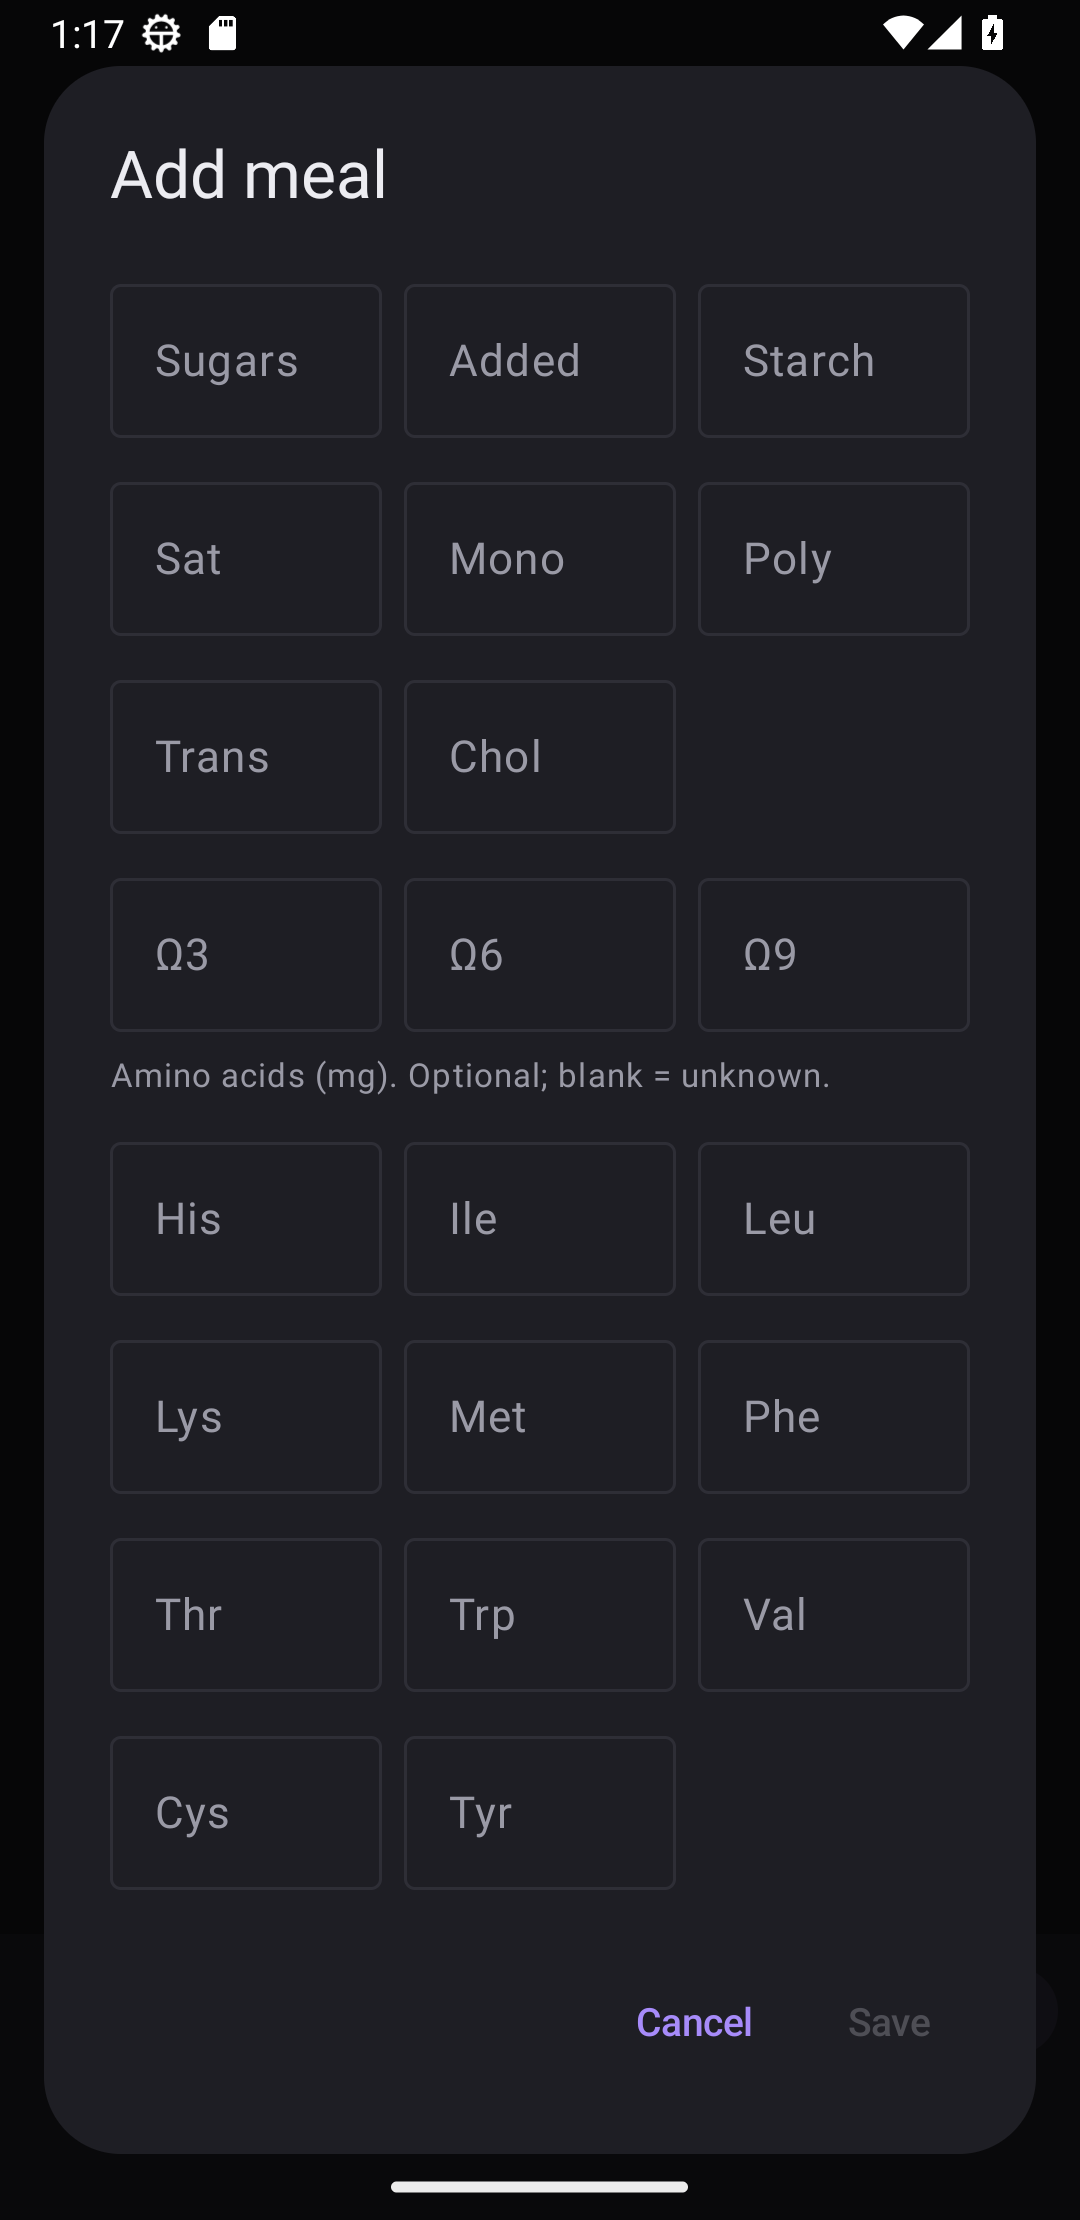 1:17
Add meal
Sugars Added Starch
Sat Mono Poly
Trans Chol
Ω3 Ω6 Ω9
Amino acids (mg). Optional; blank = unknown.
His Ile Leu
Lys Met Phe
Thr Trp Val
Cys Tyr
Cancel Save